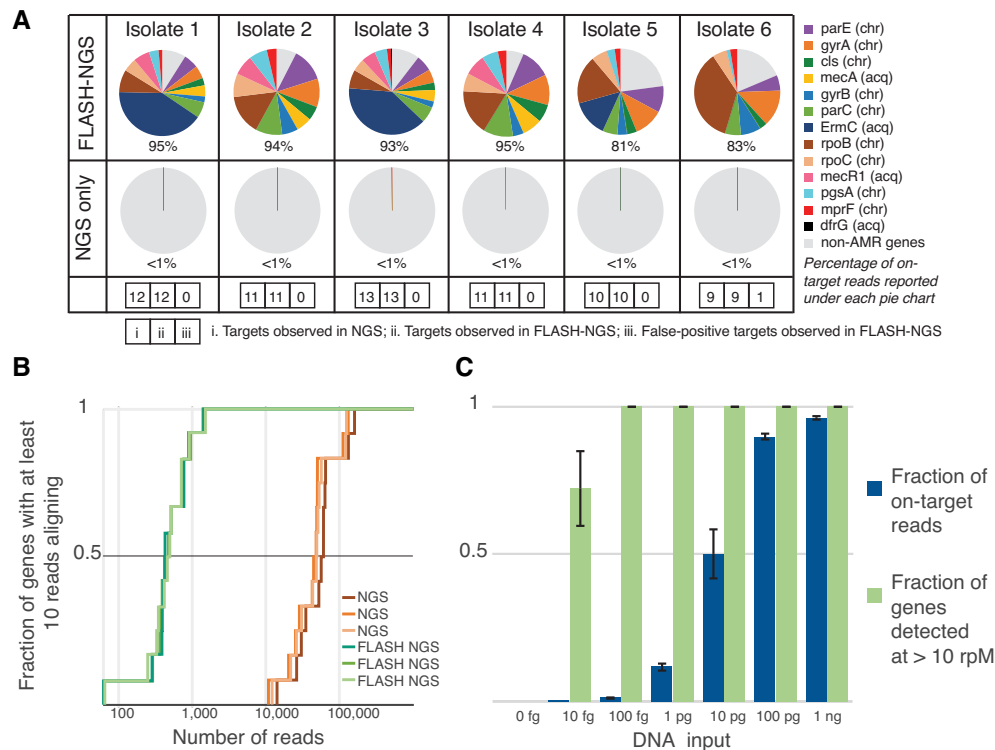 A
Isolate 1 Isolate 2 Isolate 3 Isolate 4 Isolate 5 Isolate 6
FLASH-NGS
95% 94% 93% 95% 81% 83%
NGS only
<1% <1% <1% <1% <1% <1%
12 12 0 11 11 0 13 13 0 11 11 0 10 10 0 9 9 1
parE (chr)
gyrA (chr)
cls (chr)
mecA (acq)
gyrB (chr)
parC (chr)
ErmC (acq)
rpoB (chr)
rpoC (chr)
mecR1 (acq)
pgsA (chr)
mprF (chr)
dfrG (acq)
non-AMR genes
Percentage of on-
target reads reported
under each pie chart
i ii iii i. Targets observed in NGS; ii. Targets observed in FLASH-NGS; iii. False-positive targets observed in FLASH-NGS
B
Fraction of genes with at least
10 reads aligning
1
0.5
NGS
NGS
NGS
FLASH NGS
FLASH NGS
FLASH NGS
100 1,000 10,000 100,000
Number of reads
C
1
0.5
0 fg 10 fg 100 fg 1 pg 10 pg 100 pg 1 ng
DNA input
Fraction of
on-target
reads
Fraction of
genes
detected
at > 10 rpM